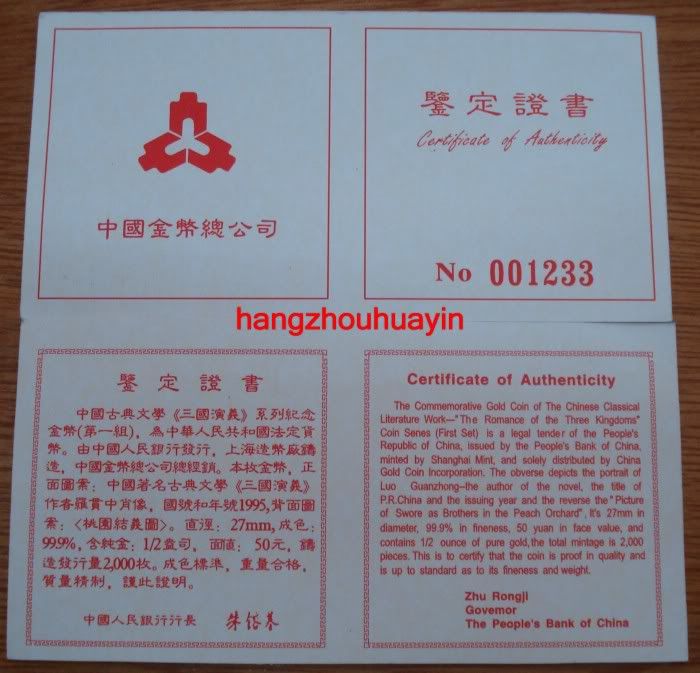 中國金幣總公司
鑒定證書
Certificate of Authenticity
No 001233
hangzhouhuayin
鑒定證書
中國古典文學《三國演義》系列紀念
金幣(第一組)，為中華人民共和國法定貨
幣。由中國人民銀行發行，上海造幣廠鑄
造，中國金幣總公司總經銷。本枚金幣，正
面圖案：中國著名古典文學《三國演義》
作者羅貫中肖像，國號和年號1995,背面圖
案：〈桃園結義圖〉。直徑：27mm,成色：
99.9%,含純金：1/2盎司，面值：50元,鑄
造發行量2,000枚。成色標準，重量合格，
質量精制，謹此證明。
中國人民銀行行長 朱镕基
Certificate of Authenticity
The Commemorative Gold Coin of The Chinese Classical
Literature Work—"The Romance of the Three Kingdoms"
Coin Senes (First Set) is a legal tender of the People's
Republic of China, issued by the People's Bank of China,
minted by Shanghai Mint, and solely distributed by China
Gold Coin Incorporation. The obverse depicts the portrait of
Luo Guanzhong—the author of the novel, the title of
P.R.China and the issuing year and the reverse the "Picture
of Swore as Brothers in the Peach Orchard", It's 27mm in
diameter, 99.9% in fineness, 50 yuan in face value, and
contains 1/2 ounce of pure gold,the total mintage is 2,000
pieces. This is to certify that the coin is proof in quality and
is up to standard as to its fineness and weight.
Zhu Rongji
Govemor
The People's Bank of China